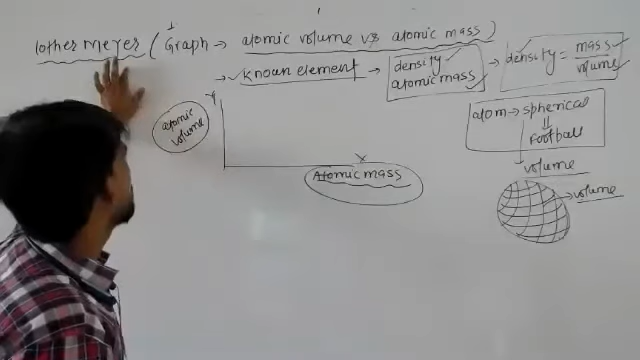 lother meyer ( Graph → atomic volume vs atomic mass )
→ known element → density atomic mass → density = mass / volume
atom → spherical
⇓
Football
volume
→ volume
y
atomic volume
x
Atomic mass